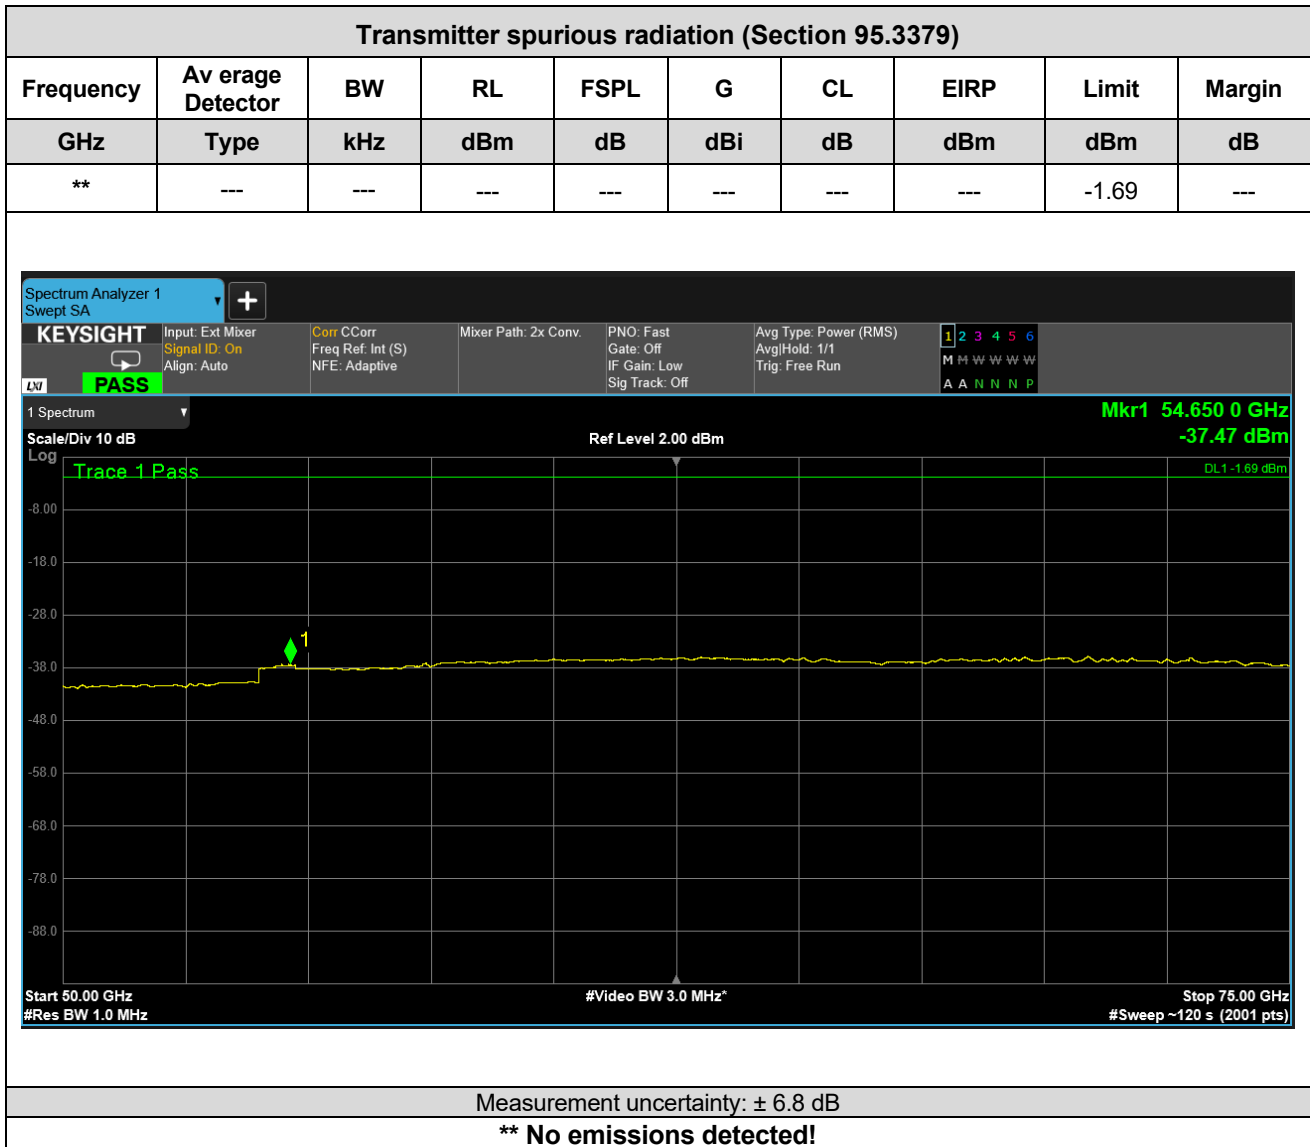 Transmitter spurious radiation (Section 95.3379)
Frequency Av erage Detector BW RL FSPL G CL EIRP Limit Margin
GHz Type kHz dBm dB dBi dB dBm dBm dB
** --- --- --- --- --- --- --- -1.69 ---
Spectrum Analyzer 1
Swept SA
KEYSIGHT Input: Ext Mixer Corr CCorr Mixer Path: 2x Conv. PNO: Fast Avg Type: Power (RMS) 1 2 3 4 5 6
Signal ID: On Freq Ref: Int (S) Gate: Off Avg|Hold: 1/1 M M W W W W
Align: Auto NFE: Adaptive IF Gain: Low Trig: Free Run
LXI PASS Sig Track: Off A A N N N P
1 Spectrum Mkr1 54.650 0 GHz
Scale/Div 10 dB Ref Level 2.00 dBm -37.47 dBm
Log
Trace 1 Pass DL1 -1.69 dBm
-8.00
-18.0
-28.0
1
-38.0
-48.0
-58.0
-68.0
-78.0
-88.0
Start 50.00 GHz #Video BW 3.0 MHz* Stop 75.00 GHz
#Res BW 1.0 MHz #Sweep ~120 s (2001 pts)
Measurement uncertainty: ± 6.8 dB
** No emissions detected!